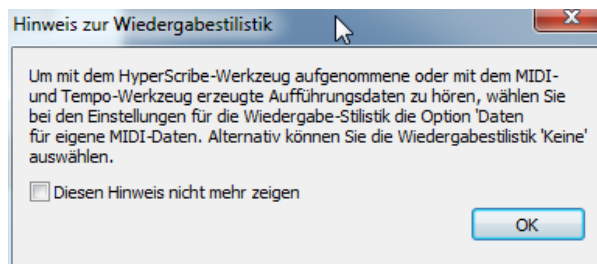 Hinweis zur Wiedergabestilistik
Um mit dem HyperScribe-Werkzeug aufgenommene oder mit dem MIDI-
und Tempo-Werkzeug erzeugte Aufführungsdaten zu hören, wählen Sie
bei den Einstellungen für die Wiedergabe-Stilistik die Option 'Daten
für eigene MIDI-Daten. Alternativ können Sie die Wiedergabestilistik 'Keine'
auswählen.
Diesen Hinweis nicht mehr zeigen
OK